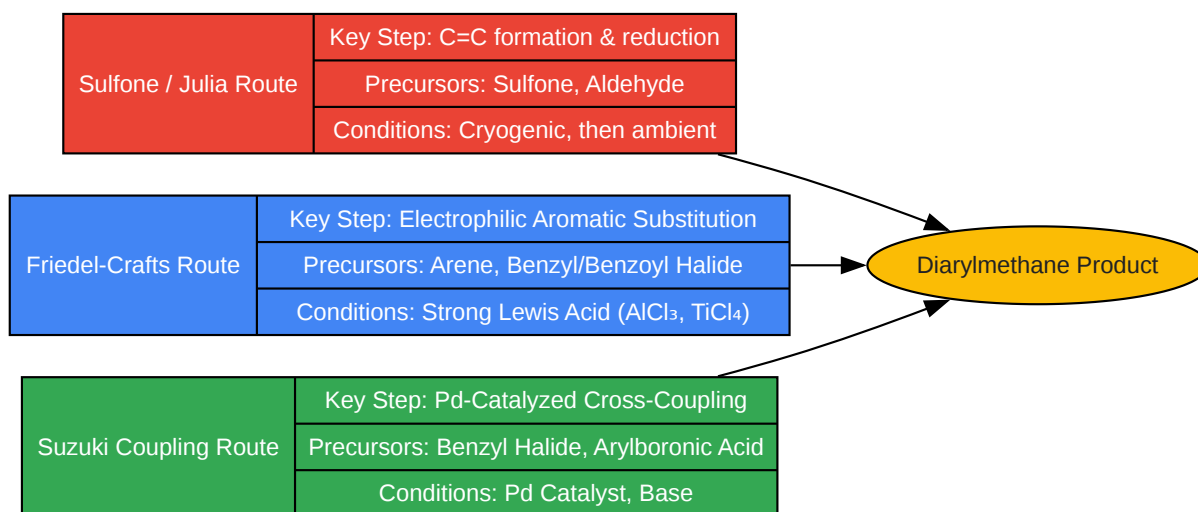 Sulfone / Julia Route
Key Step: C=C formation & reduction
Precursors: Sulfone, Aldehyde
Conditions: Cryogenic, then ambient
Friedel-Crafts Route
Key Step: Electrophilic Aromatic Substitution
Precursors: Arene, Benzyl/Benzoyl Halide
Conditions: Strong Lewis Acid (AlCl₃, TiCl₄)
Diarylmethane Product
Suzuki Coupling Route
Key Step: Pd-Catalyzed Cross-Coupling
Precursors: Benzyl Halide, Arylboronic Acid
Conditions: Pd Catalyst, Base